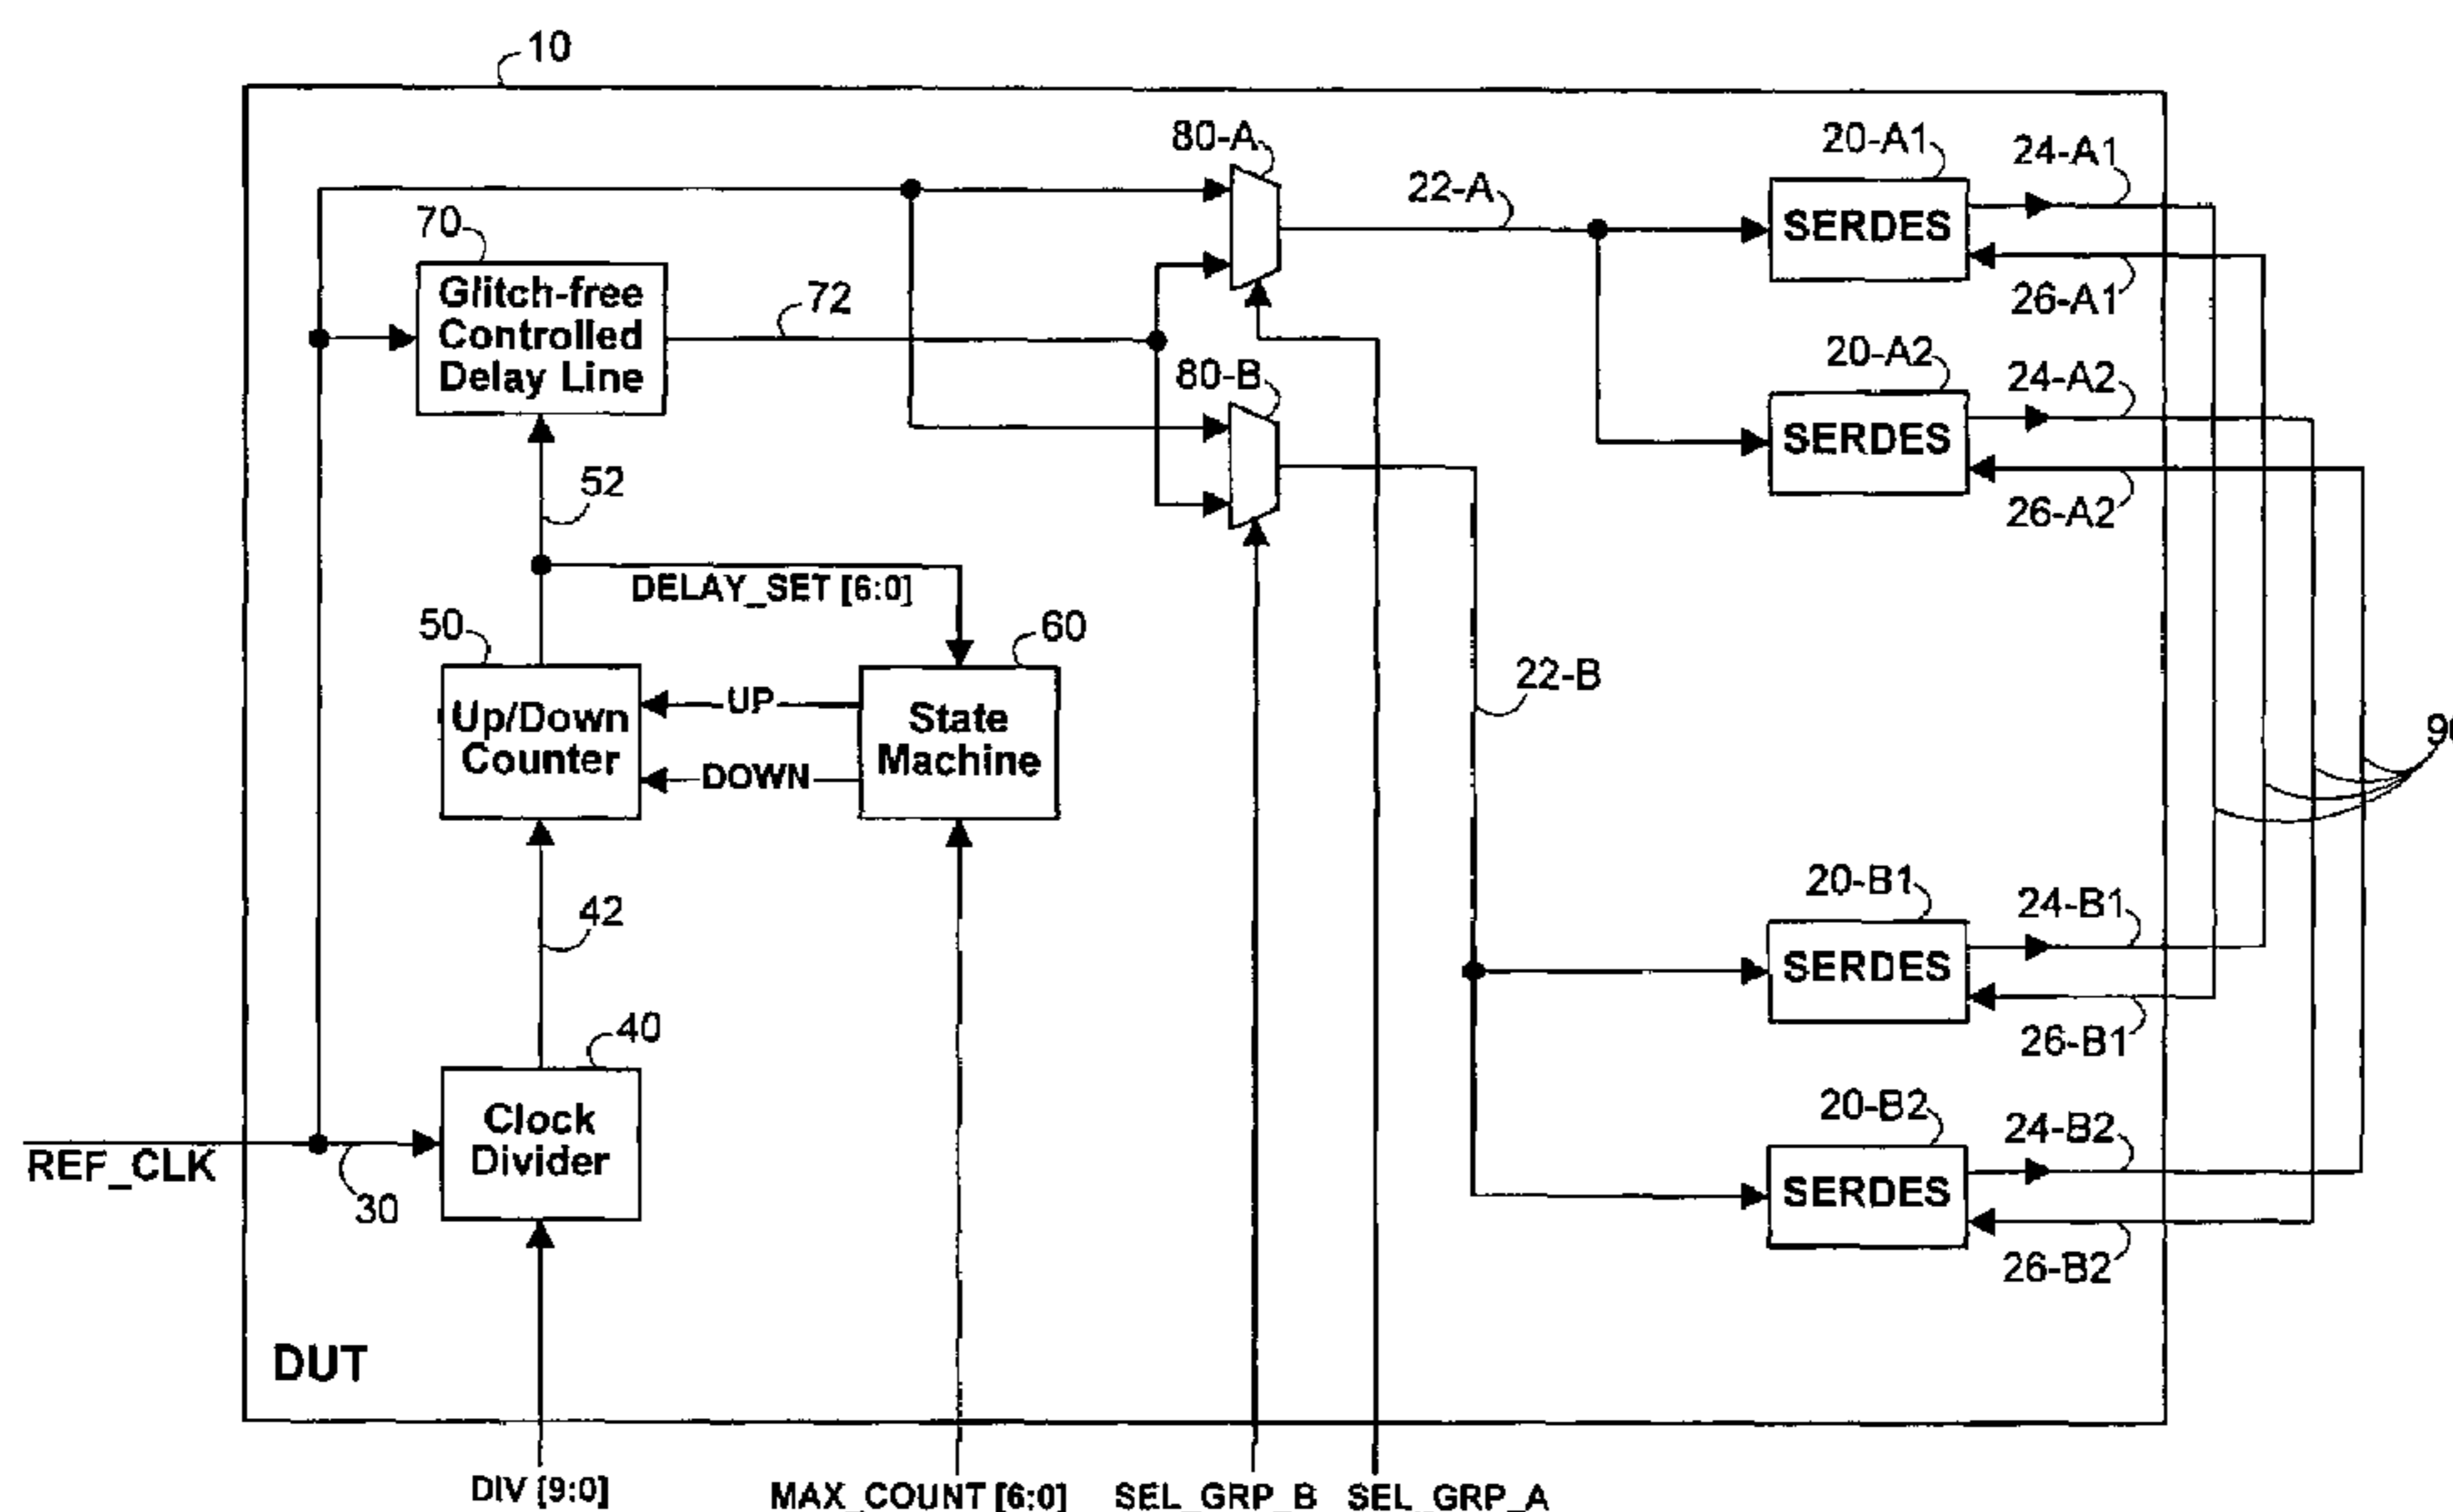 10
80-A
20-A1
24-A1
22-A
70
SERDES
Glitch-free
Controlled
Delay Line
72
26-A1
20-A2
24-A2
80-B
SERDES
52
26-A2
DELAY_SET [6:0]
50
60
22-B
UP
Up/Down
Counter
State
Machine
DOWN
20-B1
24-B1
42
SERDES
40
26-B1
Clock
Divider
20-B2
24-B2
REF_CLK
30
SERDES
26-B2
DUT
DIV [9:0]
MAX_COUNT [6:0]
SEL_GRP_B
SEL_GRP_A